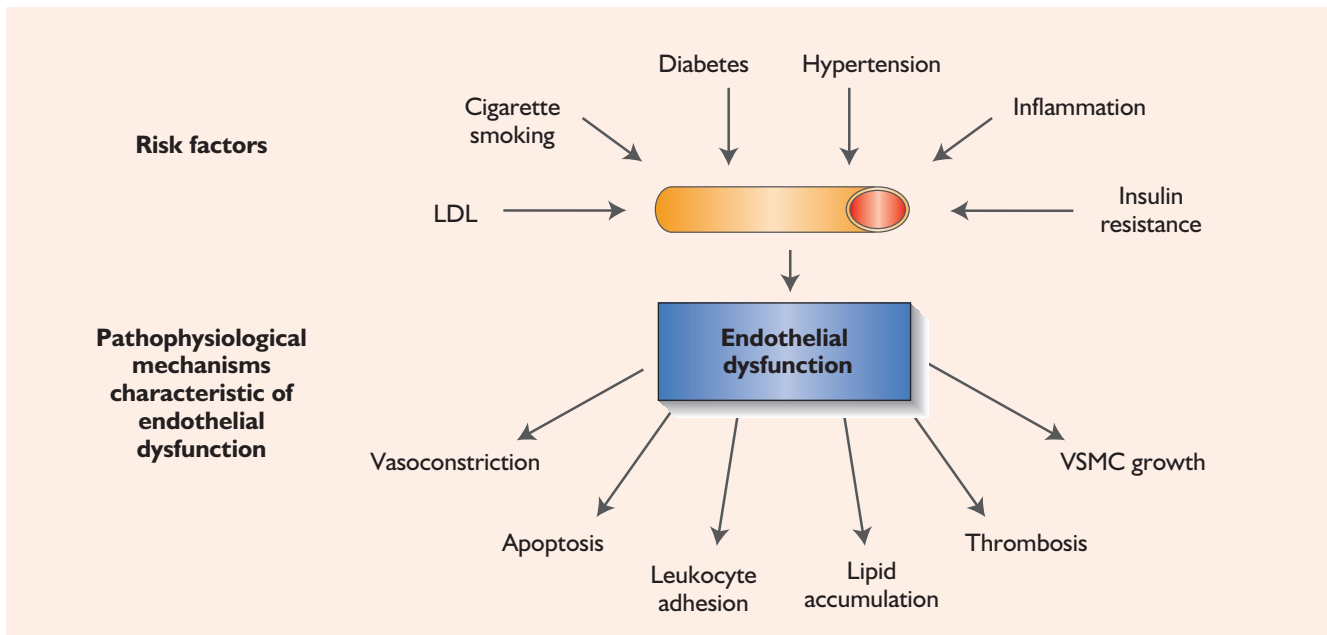 Diabetes
Hypertension
Cigarette
smoking
Inflammation
Risk factors
LDL
Insulin
resistance
Pathophysiological
mechanisms
characteristic of
endothelial
dysfunction
Endothelial
dysfunction
Vasoconstriction
VSMC growth
Apoptosis
Thrombosis
Leukocyte
adhesion
Lipid
accumulation